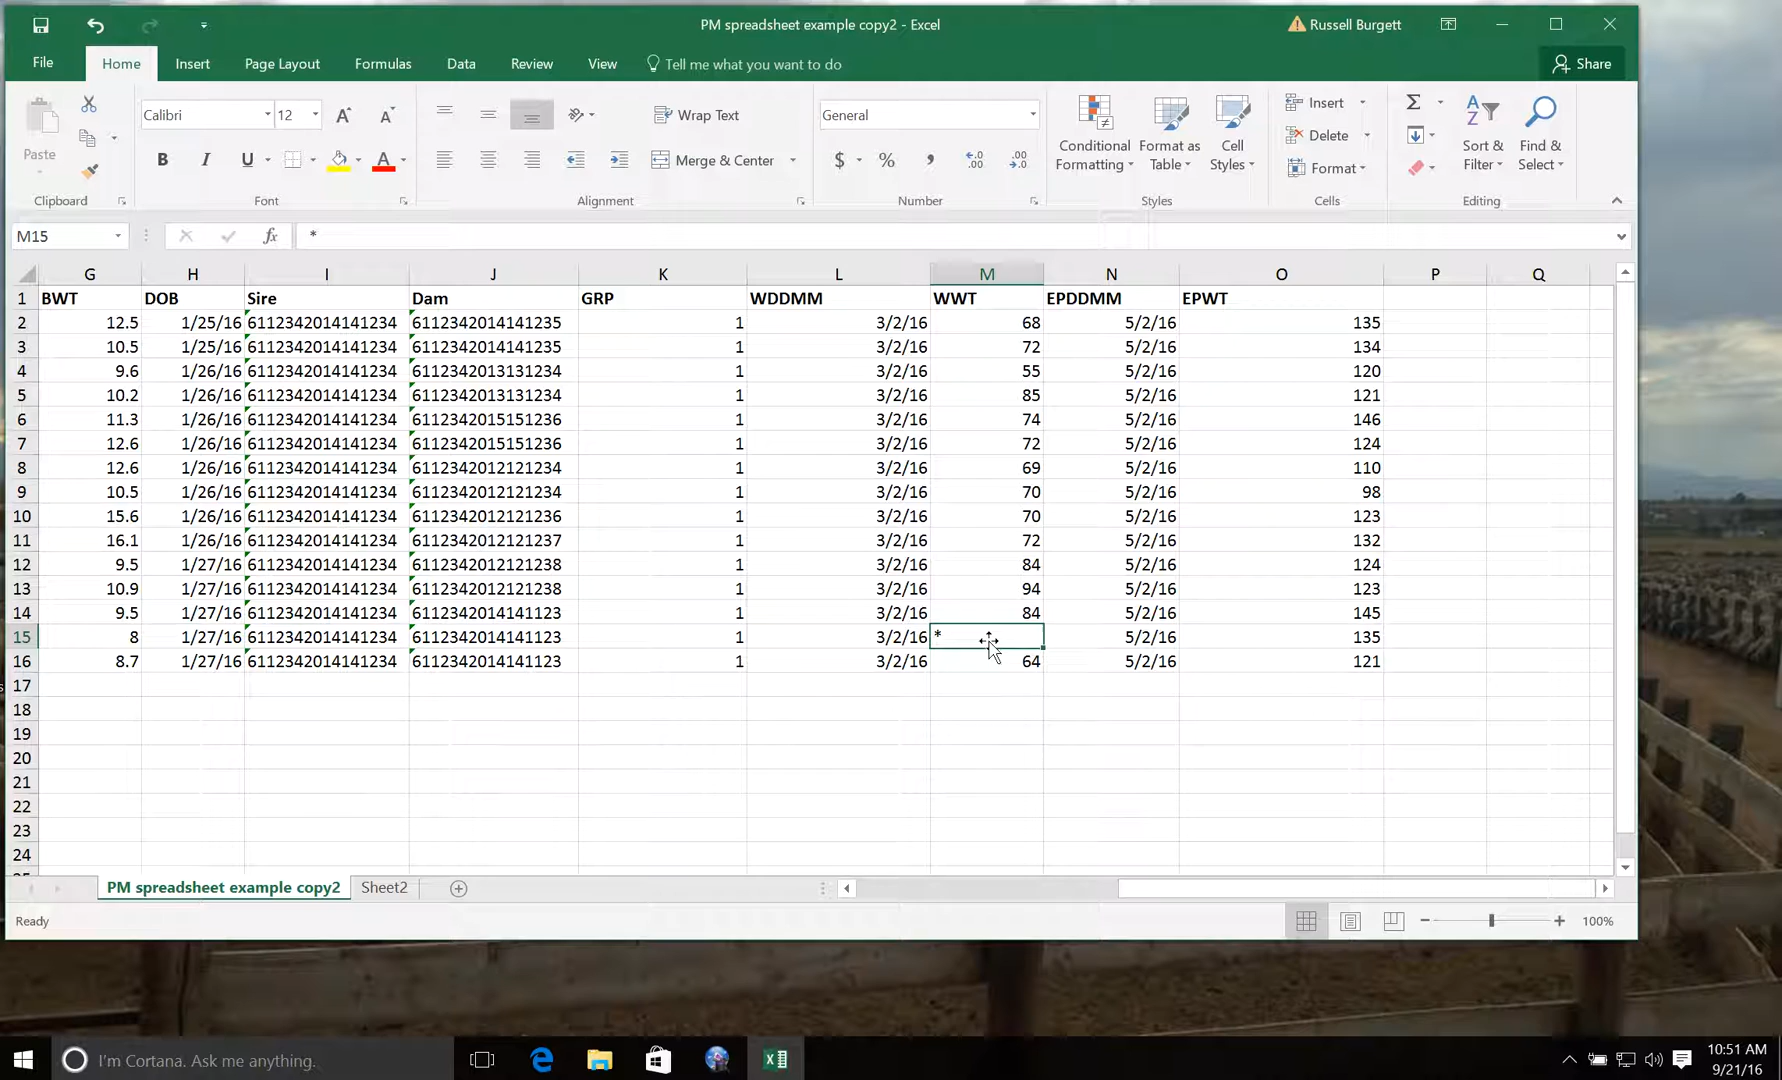 PM spreadsheet example copy2 - Excel
Russell Burgett
File Home Insert Page Layout Formulas Data Review View Tell me what you want to do Share
Paste
Calibri 12
Wrap Text
General
B I U A
Merge & Center
$ % ,
Conditional Formatting
Format as Table
Cell Styles
Insert
Delete
Format
Sort & Filter
Find & Select
Clipboard Font Alignment Number Styles Cells Editing
M15 fx *
G H I J K L M N O P Q
1 BWT DOB Sire Dam GRP WDDMM WWT EPDDMM EPWT
2 12.5 1/25/16 6112342014141234 6112342014141235 1 3/2/16 68 5/2/16 135
3 10.5 1/25/16 6112342014141234 6112342014141235 1 3/2/16 72 5/2/16 134
4 9.6 1/26/16 6112342014141234 6112342013131234 1 3/2/16 55 5/2/16 120
5 10.2 1/26/16 6112342014141234 6112342013131234 1 3/2/16 85 5/2/16 121
6 11.3 1/26/16 6112342014141234 6112342015151236 1 3/2/16 74 5/2/16 146
7 12.6 1/26/16 6112342014141234 6112342015151236 1 3/2/16 72 5/2/16 124
8 12.6 1/26/16 6112342014141234 6112342012121234 1 3/2/16 69 5/2/16 110
9 10.5 1/26/16 6112342014141234 6112342012121234 1 3/2/16 70 5/2/16 98
10 15.6 1/26/16 6112342014141234 6112342012121236 1 3/2/16 70 5/2/16 123
11 16.1 1/26/16 6112342014141234 6112342012121237 1 3/2/16 72 5/2/16 132
12 9.5 1/27/16 6112342014141234 6112342012121238 1 3/2/16 84 5/2/16 124
13 10.9 1/27/16 6112342014141234 6112342012121238 1 3/2/16 94 5/2/16 123
14 9.5 1/27/16 6112342014141234 6112342014141123 1 3/2/16 84 5/2/16 145
15 8 1/27/16 6112342014141234 6112342014141123 1 3/2/16 * 5/2/16 135
16 8.7 1/27/16 6112342014141234 6112342014141123 1 3/2/16 64 5/2/16 121
17
18
19
20
21
22
23
24
PM spreadsheet example copy2 Sheet2
Ready 100%
I'm Cortana. Ask me anything.
10:51 AM
9/21/16